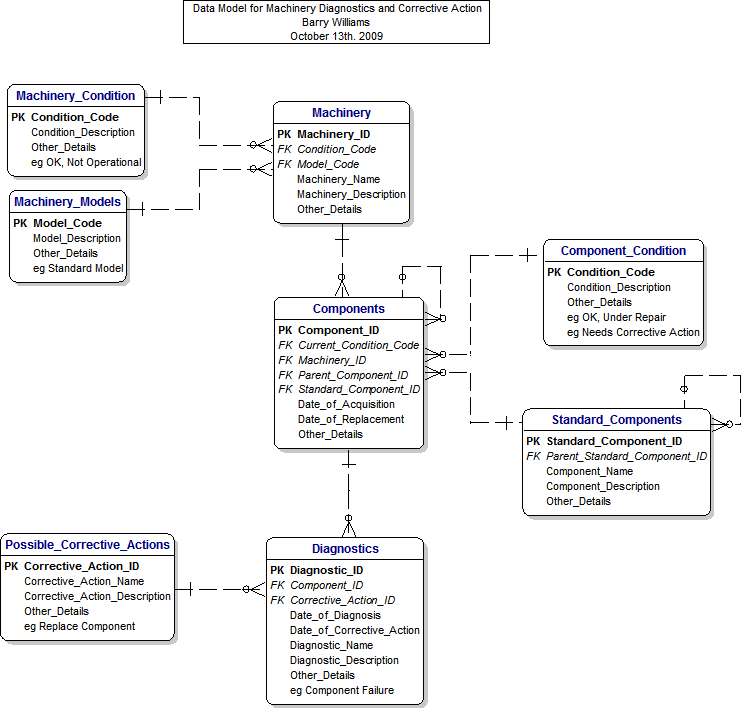 Data Model for Machinery Diagnostics and Corrective Action
Barry Williams
October 13th. 2009
Machinery_Condition
PK Condition_Code
Condition_Description
Other_Details
eg OK, Not Operational
Machinery_Models
PK Model_Code
Model_Description
Other_Details
eg Standard Model
Machinery
PK Machinery_ID
FK Condition_Code
FK Model_Code
Machinery_Name
Machinery_Description
Other_Details
Component_Condition
PK Condition_Code
Condition_Description
Other_Details
eg OK, Under Repair
eg Needs Corrective Action
Components
PK Component_ID
FK Current_Condition_Code
FK Machinery_ID
FK Parent_Component_ID
FK Standard_Component_ID
Date_of_Acquisition
Date_of_Replacement
Other_Details
Standard_Components
PK Standard_Component_ID
FK Parent_Standard_Component_ID
Component_Name
Component_Description
Other_Details
Possible_Corrective_Actions
PK Corrective_Action_ID
Corrective_Action_Name
Corrective_Action_Description
Other_Details
eg Replace Component
Diagnostics
PK Diagnostic_ID
FK Component_ID
FK Corrective_Action_ID
Date_of_Diagnosis
Date_of_Corrective_Action
Diagnostic_Name
Diagnostic_Description
Other_Details
eg Component Failure